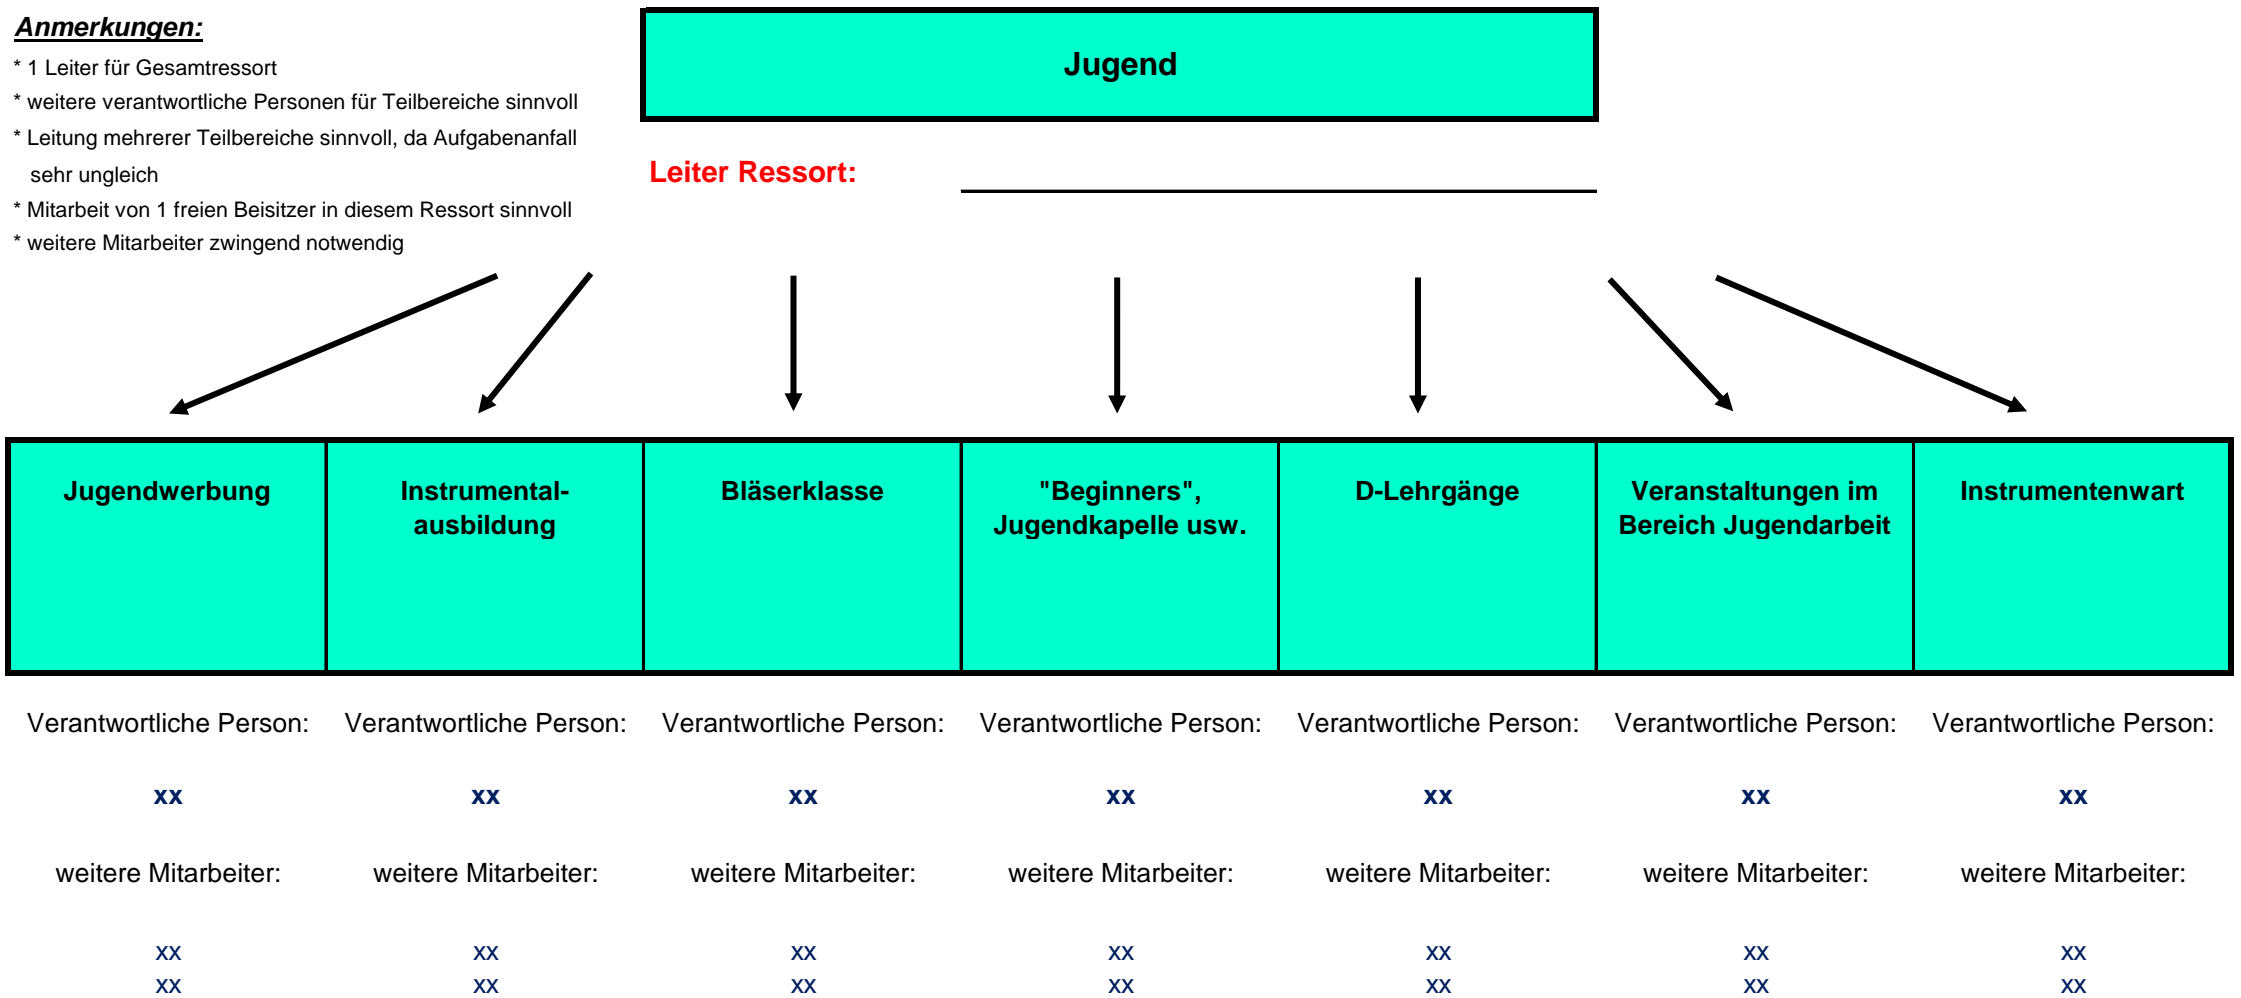 Anmerkungen:
* 1 Leiter für Gesamtressort
* weitere verantwortliche Personen für Teilbereiche sinnvoll
* Leitung mehrerer Teilbereiche sinnvoll, da Aufgabenanfall
sehr ungleich
* Mitarbeit von 1 freien Beisitzer in diesem Ressort sinnvoll
* weitere Mitarbeiter zwingend notwendig
Jugend
Leiter Ressort:
Jugendwerbung
Instrumental-
ausbildung
Bläserklasse
"Beginners",
Jugendkapelle usw.
D-Lehrgänge
Veranstaltungen im
Bereich Jugendarbeit
Instrumentenwart
Verantwortliche Person: Verantwortliche Person: Verantwortliche Person: Verantwortliche Person: Verantwortliche Person: Verantwortliche Person: Verantwortliche Person:
xx xx xx xx xx xx xx
weitere Mitarbeiter: weitere Mitarbeiter: weitere Mitarbeiter: weitere Mitarbeiter: weitere Mitarbeiter: weitere Mitarbeiter: weitere Mitarbeiter:
xx xx xx xx xx xx xx
xx xx xx xx xx xx xx